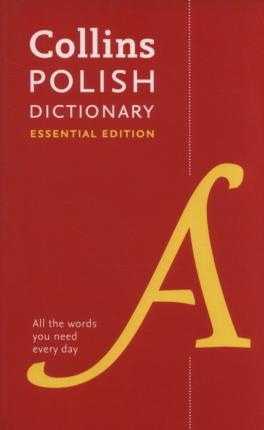 Collins
POLISH
DICTIONARY
ESSENTIAL EDITION
A
All the words
you need
every day